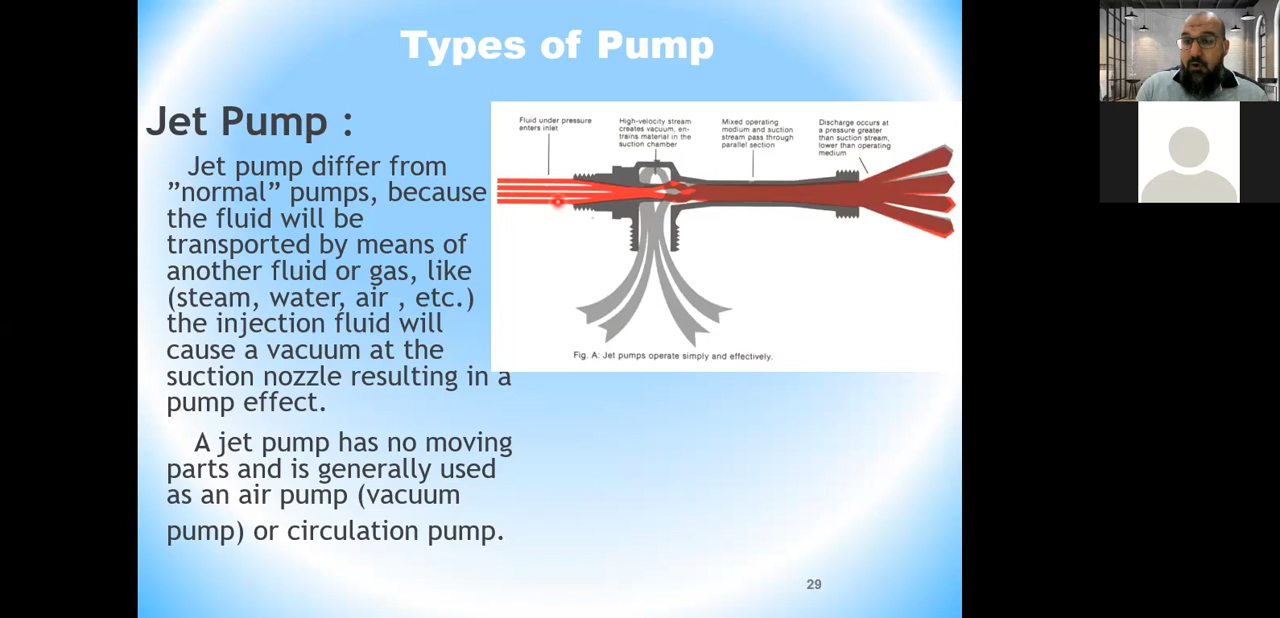 Types of Pump
Jet Pump :
Jet pump differ from
”normal” pumps, because
the fluid will be
transported by means of
another fluid or gas, like
(steam, water, air , etc.)
the injection fluid will
cause a vacuum at the
suction nozzle resulting in a
pump effect.
A jet pump has no moving
parts and is generally used
as an air pump (vacuum
pump) or circulation pump.
Fluid under pressure
enters inlet
High-velocity stream
creates vacuum, en-
trains material in the
suction chamber
Mixed operating
medium and suction
stream pass through
parallel section
Discharge occurs at
a pressure greater
than suction stream,
lower than operating
medium
Fig. A: Jet pumps operate simply and effectively.
29